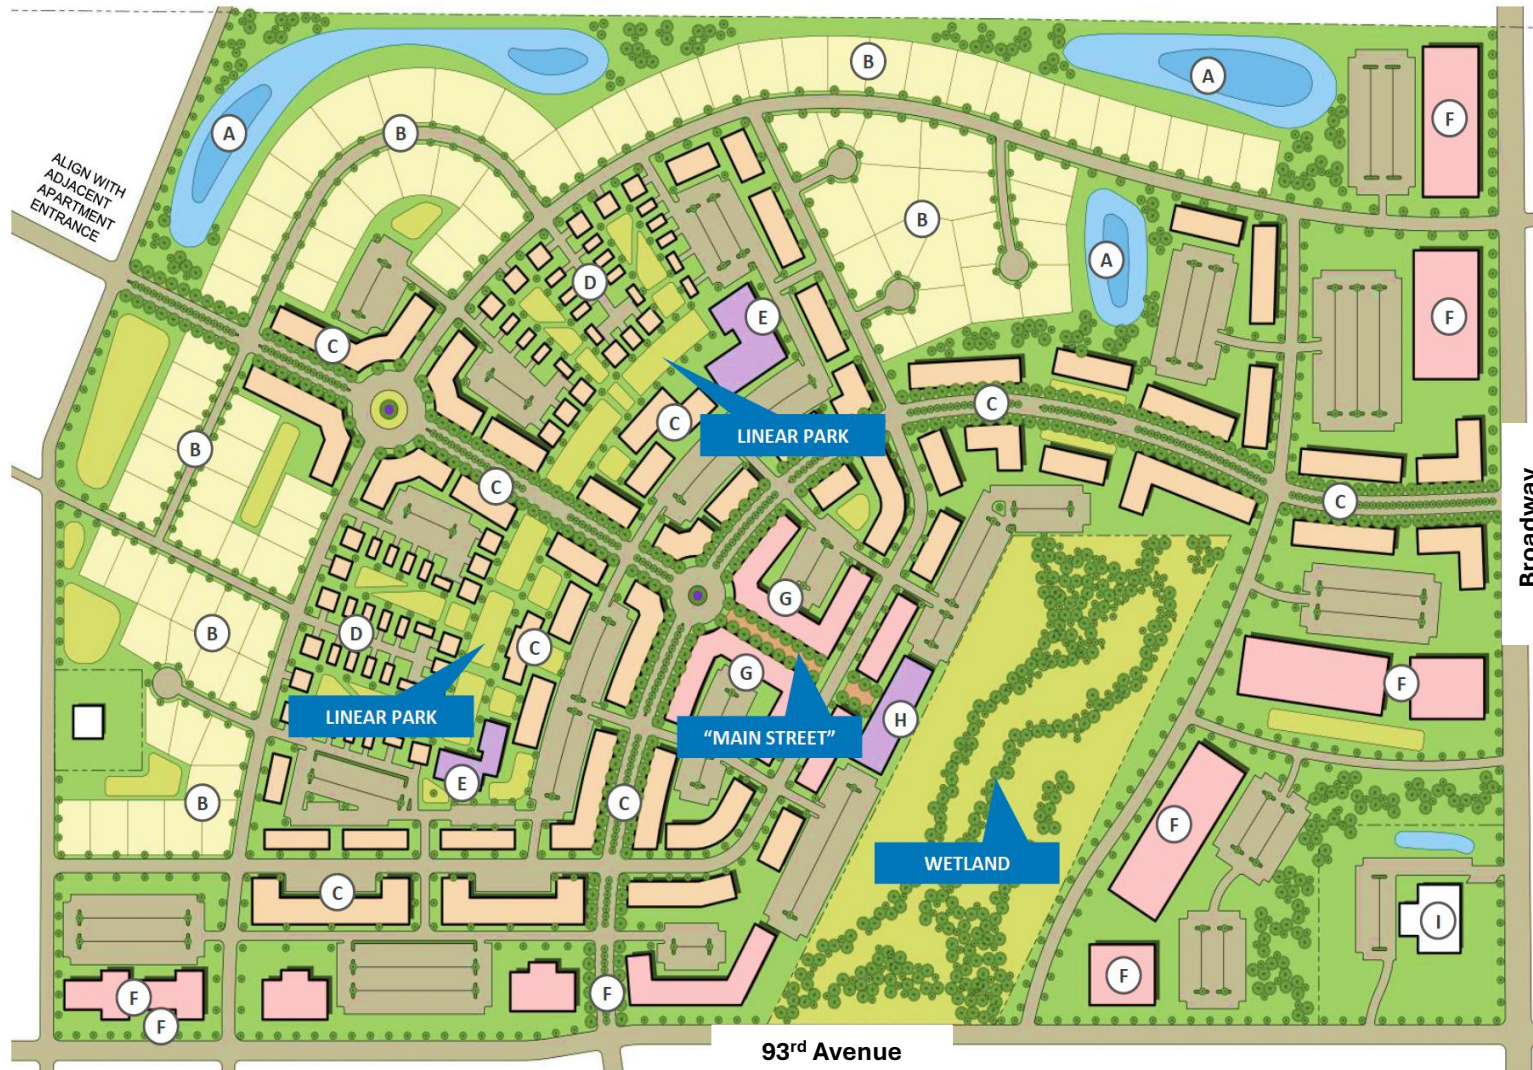 B
A
A
F
B
ALIGN WITH
ADJACENT
APARTMENT
ENTRANCE
B
A
D
E
F
C
C
C
LINEAR PARK
B
C
C
Broadway
G
B
D
C
G
F
LINEAR PARK
"MAIN STREET"
H
E
B
C
F
WETLAND
C
I
F
F
F
F
93rd Avenue